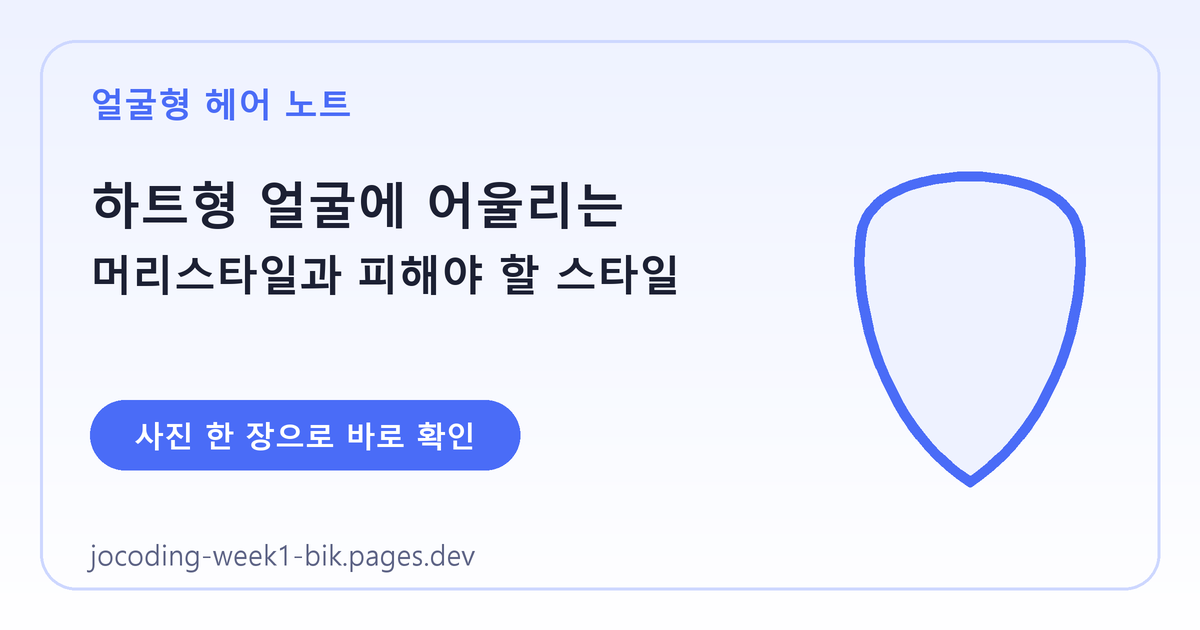 얼굴형 헤어 노트
하트형 얼굴에 어울리는
머리스타일과 피해야 할 스타일
사진 한 장으로 바로 확인
jocoding-week1-bik.pages.dev